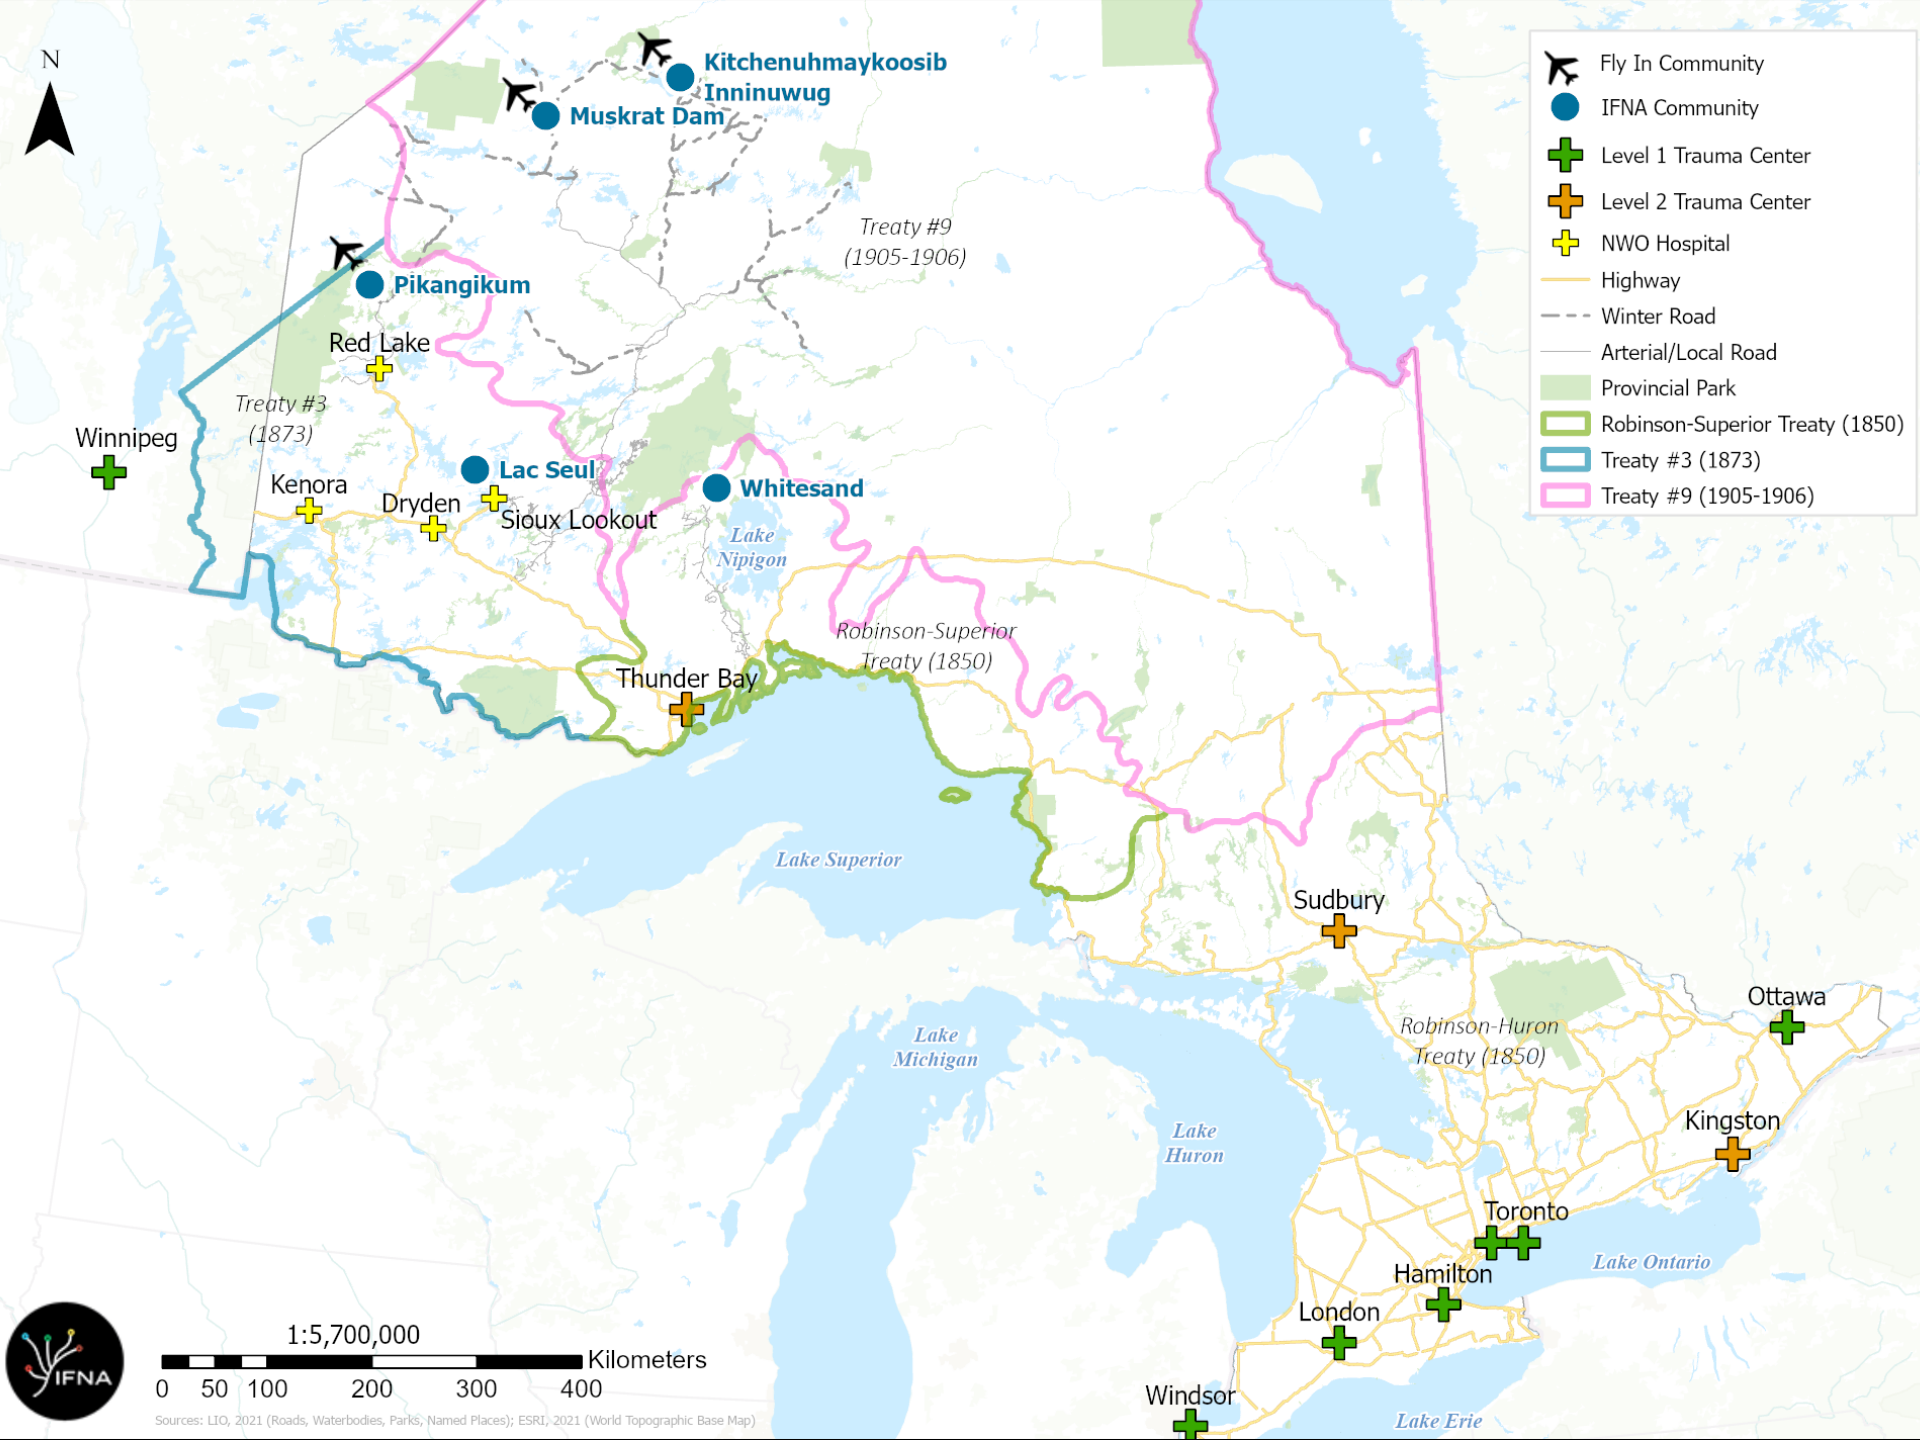 N
Kitchenuhmaykoosib
Inninuwug
Muskrat Dam
Treaty #9
(1905-1906)
Pikangikum
Red Lake
Treaty #3
(1873)
Winnipeg
Lac Seul
Kenora
Dryden
Sioux Lookout
Whitesand
Lake
Nipigon
Robinson-Superior
Treaty (1850)
Thunder Bay
Lake Superior
Sudbury
Ottawa
Robinson-Huron
Treaty (1850)
Lake
Michigan
Kingston
Lake
Huron
Toronto
Lake Ontario
Hamilton
London
Windsor
Lake Erie
Fly In Community
IFNA Community
Level 1 Trauma Center
Level 2 Trauma Center
NWO Hospital
Highway
Winter Road
Arterial/Local Road
Provincial Park
Robinson-Superior Treaty (1850)
Treaty #3 (1873)
Treaty #9 (1905-1906)
IFNA
1:5,700,000
Kilometers
0 50 100 200 300 400
Sources: LIO, 2021 (Roads, Waterbodies, Parks, Named Places); ESRI, 2021 (World Topographic Base Map)